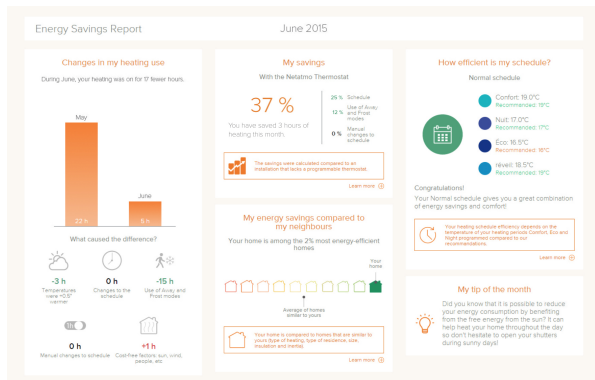 Energy Savings Report
June 2015
Changes in my heating use
During June, your heating was on for 17 fewer hours.
May
June
22 h
5 h
What caused the difference?
-3 h
Temperatures
were +0.6°
warmer
0 h
Changes to the
schedule
-15 h
Use of Away and
Frost modes
0 h
Manual changes to schedule
+1 h
Cost-free factors: sun, wind,
people, etc.
My savings
With the Netatmo Thermostat
37 %
You have saved 3 hours of
heating this month.
25 % Schedule
12 % Use of Away
and Frost
modes
0 % Manual
changes to
schedule
The savings were calculated compared to an
installation that lacks a programmable thermostat.
Learn more
My energy savings compared to
my neighbours
Your home is among the 2% most energy-efficient
homes
Your
home
Average of homes
similar to yours
Your home is compared to homes that are similar to
yours (type of heating, type of residence, size,
insulation and inertia).
Learn more
How efficient is my schedule?
Normal schedule
Confort: 19.0°C
Recommended: 19°C
Nuit: 17.0°C
Recommended: 17°C
Éco: 16.5°C
Recommended: 16°C
réveil: 18.5°C
Recommended: 19°C
Congratulations!
Your Normal schedule gives you a great combination
of energy savings and comfort!
Your heating schedule efficiency depends on the
temperature of your heating periods Comfort, Eco and
Night programmed compared to our
recommendations.
Learn more
My tip of the month
Did you know that it is possible to reduce
your energy consumption by benefiting
from the free energy from the sun? It can
help heat your home throughout the day
so don't hesitate to open your shutters
during sunny days!